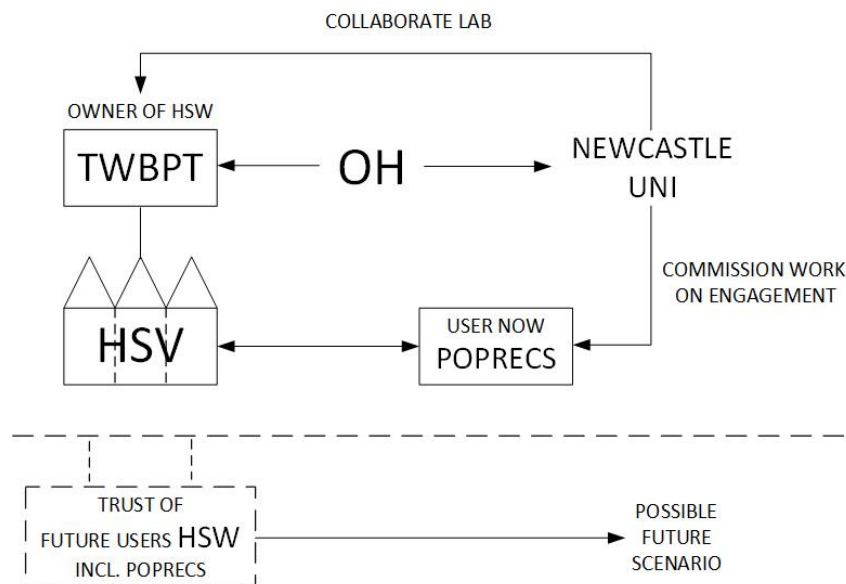 COLLABORATE LAB
OWNER OF HSW
TWBPT
OH
NEWCASTLE
UNI
COMMISSION WORK
ON ENGAGEMENT
HSV
USER NOW
POPRECS
TRUST OF
FUTURE USERS HSW
INCL. POPRECS
POSSIBLE
FUTURE
SCENARIO